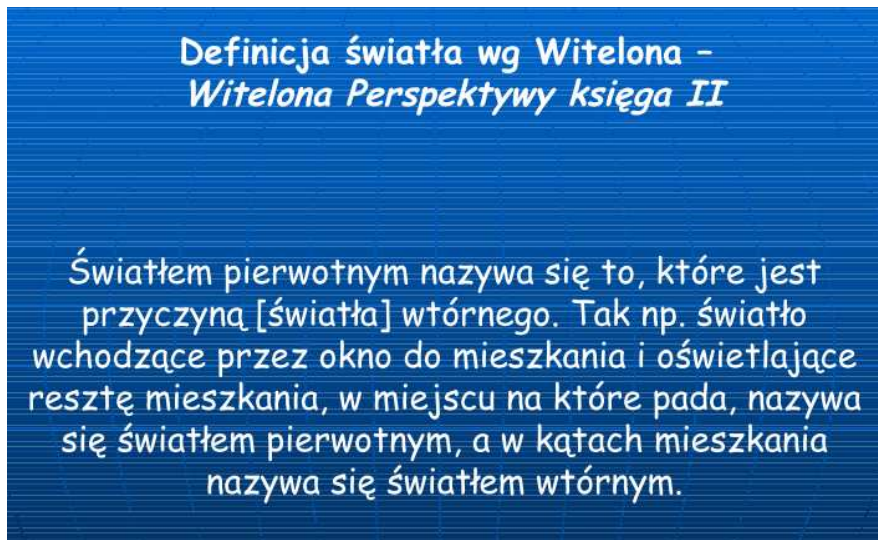 Definicja światła wg Witelona –
Witelona Perspektywy księga II
Światłem pierwotnym nazywa się to, które jest
przyczyną [światła] wtórnego. Tak np. światło
wchodzące przez okno do mieszkania i oświetlające
resztę mieszkania, w miejscu na które pada, nazywa
się światłem pierwotnym, a w kątach mieszkania
nazywa się światłem wtórnym.